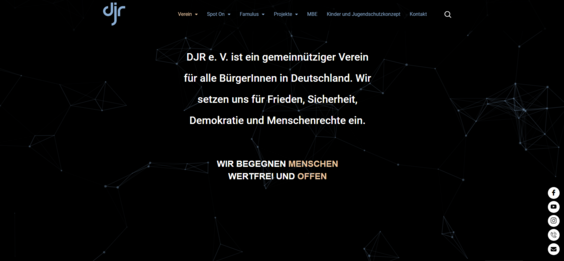 djr
Verein Spot On Famulus Projekte MBE Kinder und Jugendschutzkonzept Kontakt
DJR e. V. ist ein gemeinnütziger Verein
für alle BürgerInnen in Deutschland. Wir
setzen uns für Frieden, Sicherheit,
Demokratie und Menschenrechte ein.
WIR BEGEGNEN MENSCHEN
WERTFREI UND OFFEN